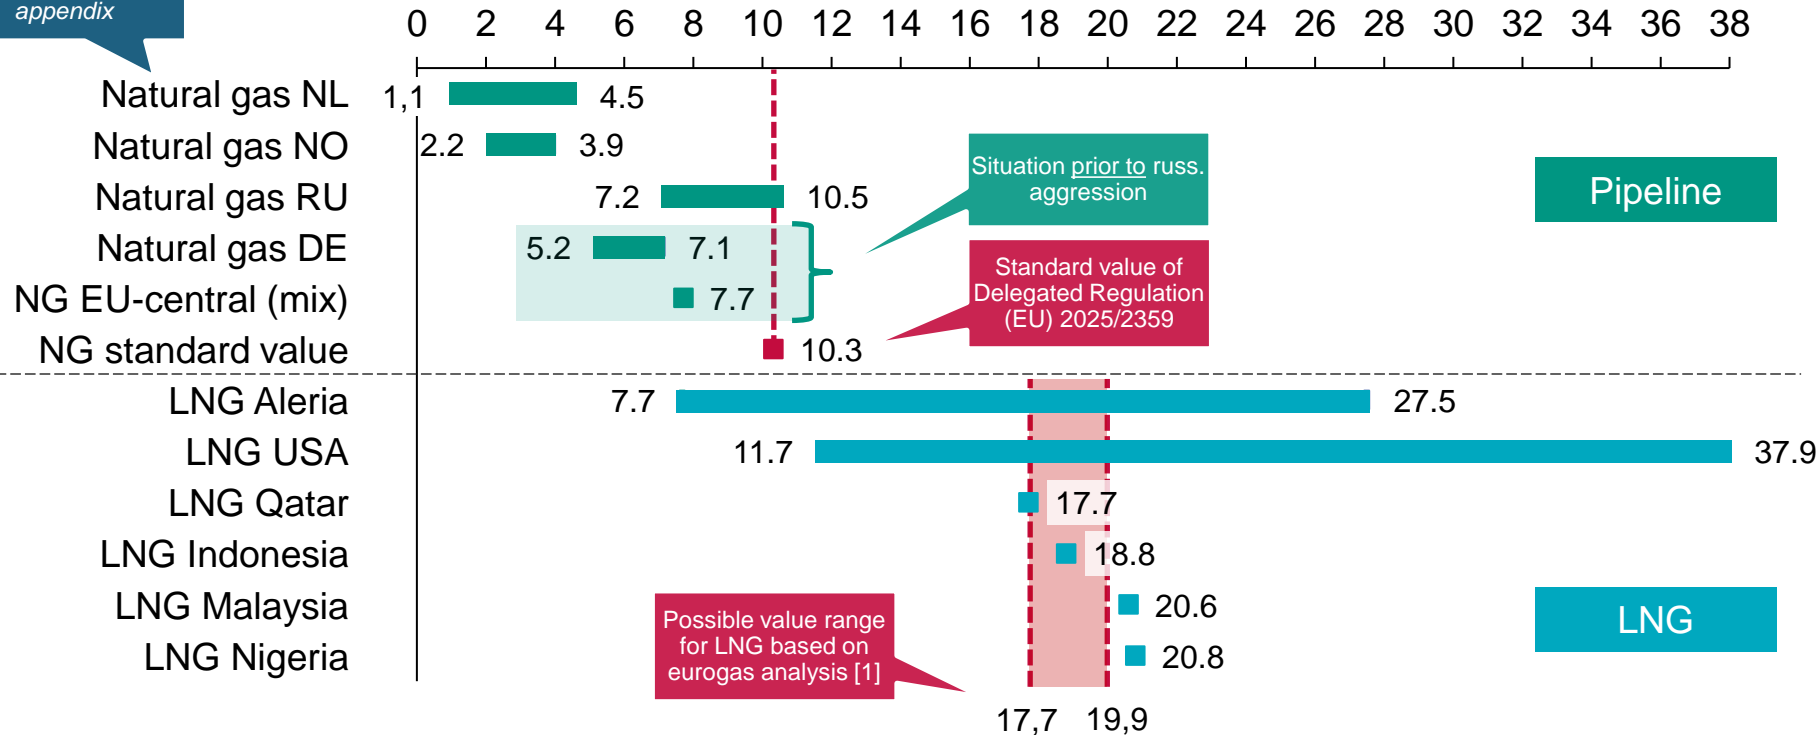 appendix
0 2 4 6 8 10 12 14 16 18 20 22 24 26 28 30 32 34 36 38
Natural gas NL 1,1 4.5
Natural gas NO 2.2 3.9
Natural gas RU 7.2 10.5
Natural gas DE 5.2 7.1
NG EU-central (mix) 7.7
NG standard value 10.3
Situation prior to russ.
aggression
Pipeline
Standard value of
Delegated Regulation
(EU) 2025/2359
LNG Aleria 7.7 27.5
LNG USA 11.7 37.9
LNG Qatar 17.7
LNG Indonesia 18.8
LNG Malaysia 20.6
LNG Nigeria 20.8
Possible value range
for LNG based on
eurogas analysis [1]
LNG
17,7 19,9